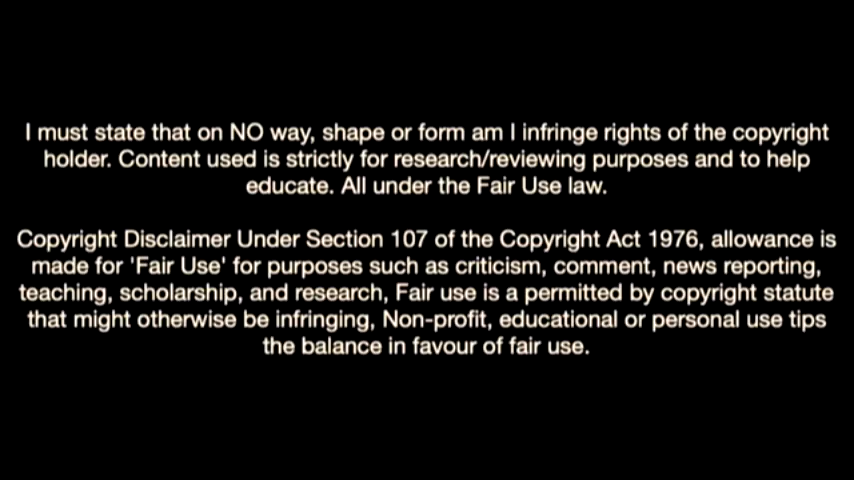 I must state that on NO way, shape or form am I infringe rights of the copyright
holder. Content used is strictly for research/reviewing purposes and to help
educate. All under the Fair Use law.
Copyright Disclaimer Under Section 107 of the Copyright Act 1976, allowance is
made for 'Fair Use' for purposes such as criticism, comment, news reporting,
teaching, scholarship, and research, Fair use is a permitted by copyright statute
that might otherwise be infringing, Non-profit, educational or personal use tips
the balance in favour of fair use.